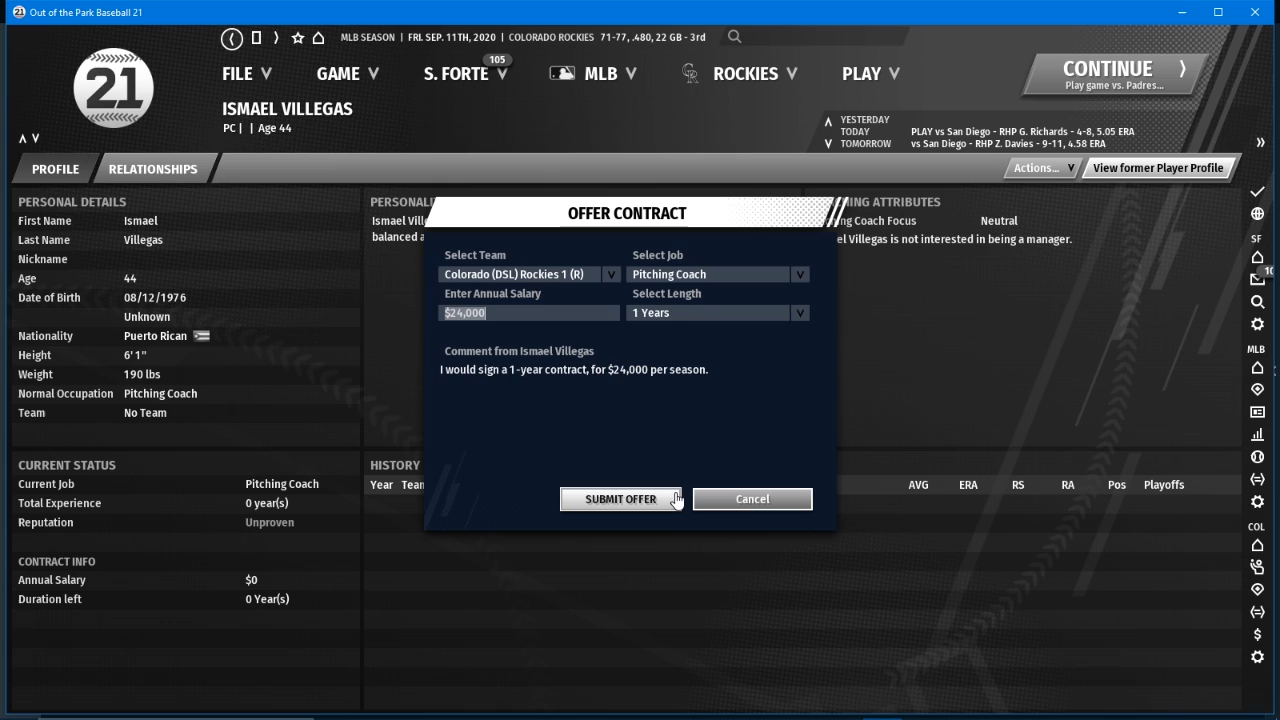 Out of the Park Baseball 21
MLB SEASON | FRI. SEP. 11TH, 2020 | COLORADO ROCKIES 71-77, .480, 22 GB - 3rd
21
FILE
GAME
S. FORTE
105
MLB
ROCKIES
PLAY
CONTINUE
Play game vs. Padres...
ISMAEL VILLEGAS
PC | | Age 44
YESTERDAY
TODAY PLAY vs San Diego - RHP G. Richards - 4-8, 5.05 ERA
TOMORROW vs San Diego - RHP Z. Davies - 9-11, 4.58 ERA
PROFILE
RELATIONSHIPS
Actions...
View former Player Profile
PERSONAL DETAILS
First Name Ismael
Last Name Villegas
Nickname
Age 44
Date of Birth 08/12/1976
Unknown
Nationality Puerto Rican
Height 6' 1"
Weight 190 lbs
Normal Occupation Pitching Coach
Team No Team
PERSONALI
Ismael Ville
balanced a
OFFER CONTRACT
Select Team
Colorado (DSL) Rockies 1 (R)
Select Job
Pitching Coach
Enter Annual Salary
$24,000
Select Length
1 Years
Comment from Ismael Villegas
I would sign a 1-year contract, for $24,000 per season.
SUBMIT OFFER
Cancel
ING ATTRIBUTES
ng Coach Focus Neutral
el Villegas is not interested in being a manager.
CURRENT STATUS
Current Job Pitching Coach
Total Experience 0 year(s)
Reputation Unproven
CONTRACT INFO
Annual Salary $0
Duration left 0 Year(s)
HISTORY
Year Team AVG ERA RS RA Pos Playoffs
SF
10
MLB
COL
$